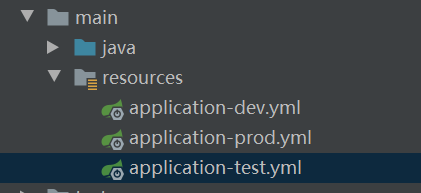 main
java
resources
application-dev.yml
application-prod.yml
application-test.yml